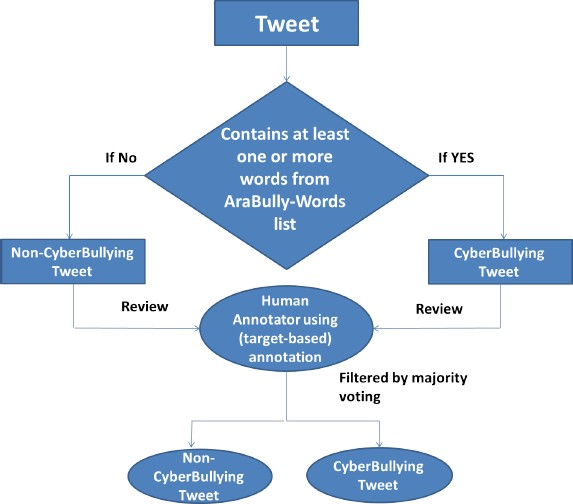 Tweet
Contains at least
one or more
words from
AraBully-Words
list
If No
If YES
Non-CyberBullying
Tweet
CyberBullying
Tweet
Review
Human
Annotator using
(target-based)
annotation
Review
Filtered by majority
voting
Non-
CyberBullying
Tweet
CyberBullying
Tweet